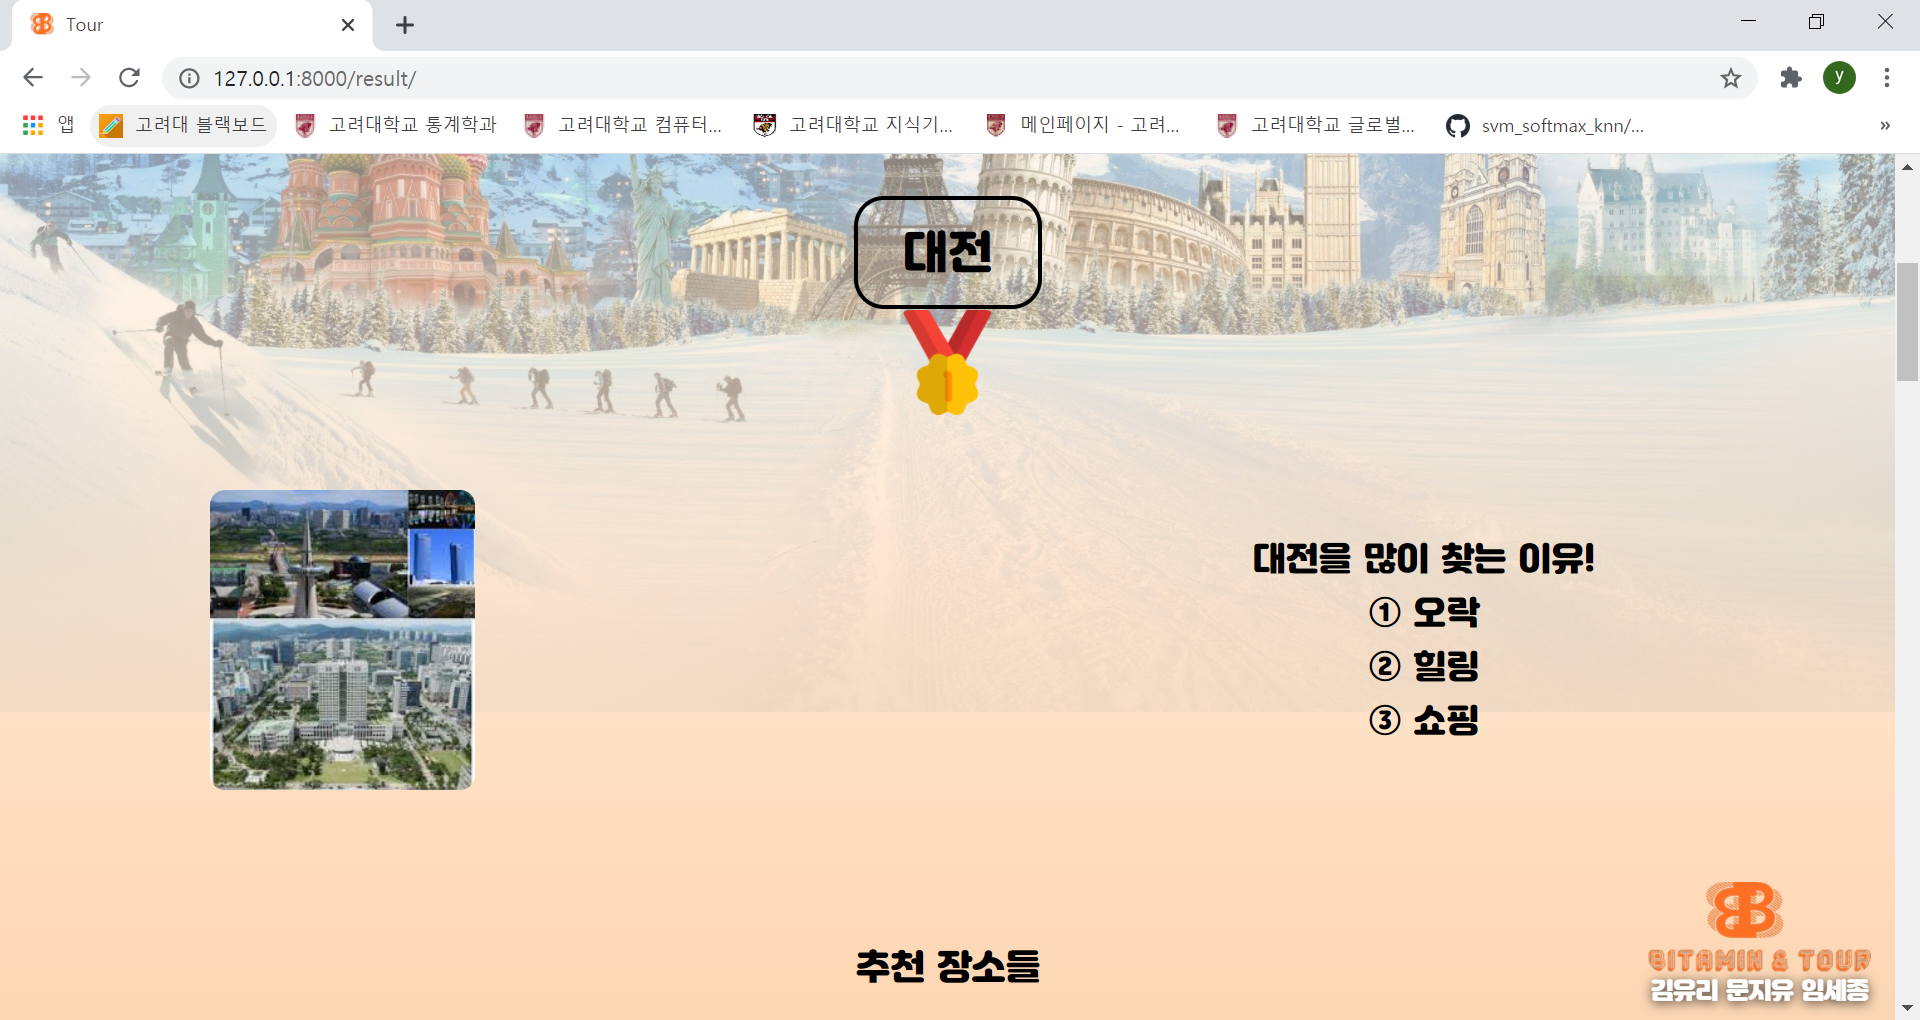 Tour
127.0.0.1:8000/result/
y
앱
고려대 블랙보드
고려대학교 통계학과
고려대학교 컴퓨터...
고려대학교 지식기...
메인페이지 - 고려...
고려대학교 글로벌...
svm_softmax_knn/...
»
대전
1
대전을 많이 찾는 이유!
① 오락
② 힐링
③ 쇼핑
추천 장소들
BITAMIN & TOUR
김유리 문지유 임세종